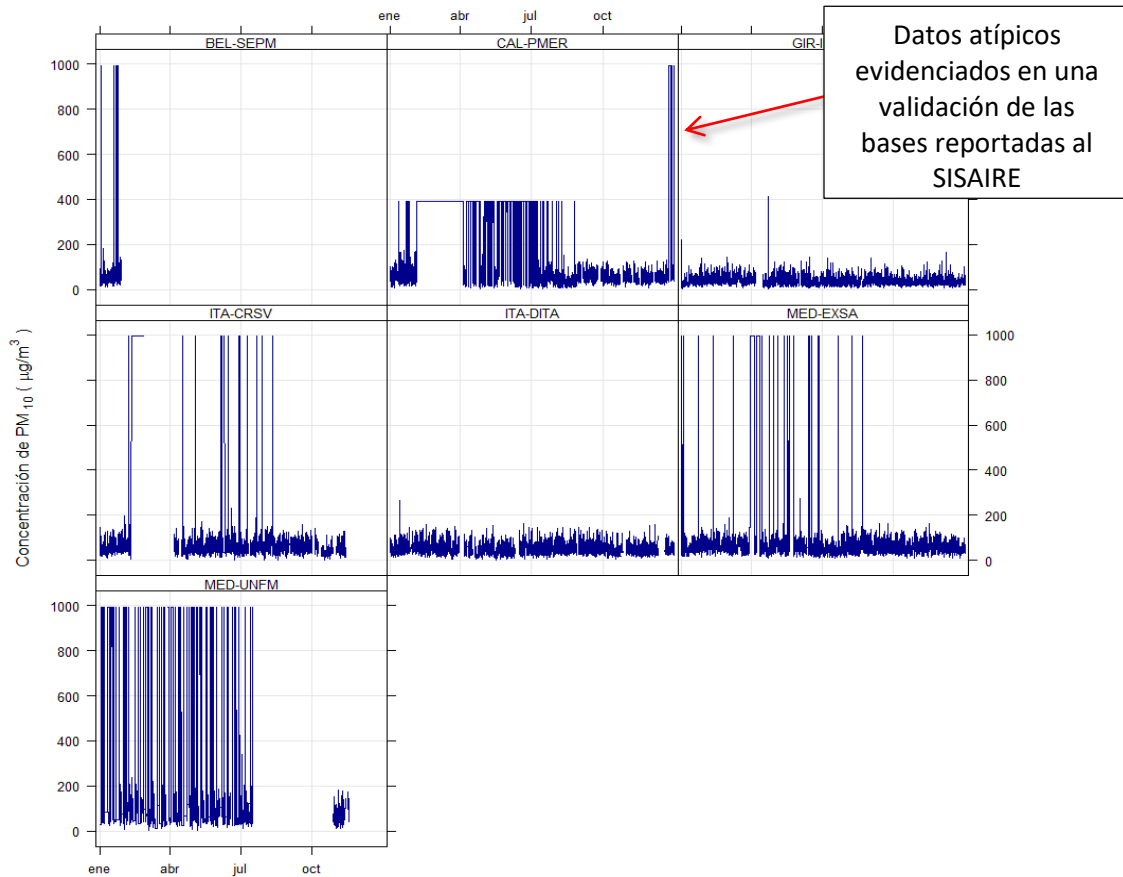 ene abr jul oct
BEL-SEPM CAL-PMER GIR-I
Datos atípicos
evidenciados en una
validación de las
bases reportadas al
SISAIRE
1000
800
600
400
200
0
ITA-CRSV ITA-DITA MED-EXSA
1000
800
600
400
200
0
Concentración de PM10 ( µg/m³ )
MED-UNFM
1000
800
600
400
200
0
ene abr jul oct